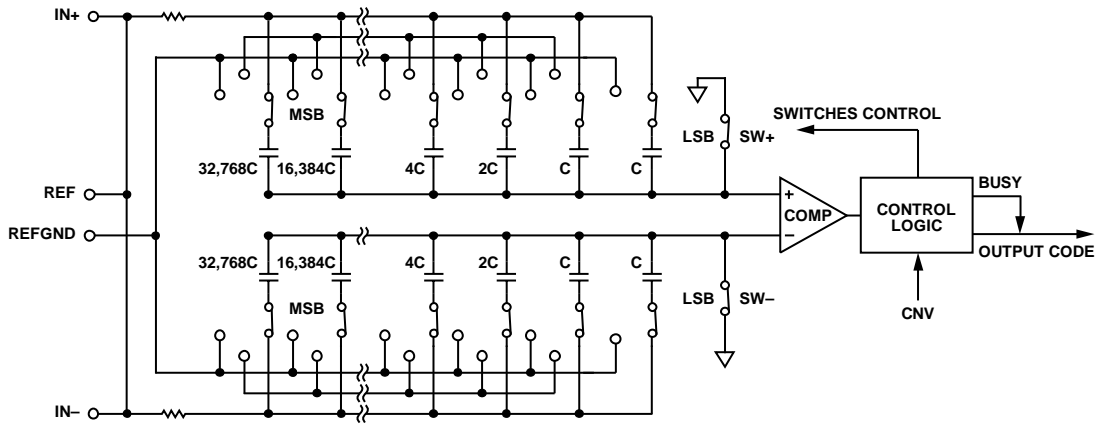 IN+
MSB
SWITCHES CONTROL
LSB SW+
32,768C 16,384C 4C 2C C C
REF
BUSY
COMP
+
−
CONTROL
LOGIC
REFGND
OUTPUT CODE
32,768C 16,384C 4C 2C C C
MSB
LSB SW–
CNV
IN–